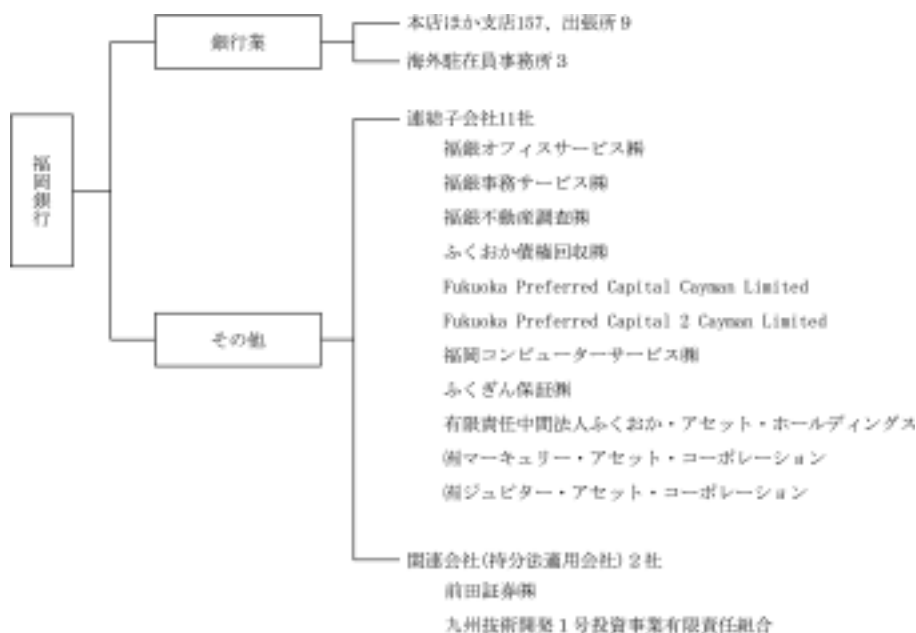 福岡銀行
銀行業
本店ほか支店157，出張所９
海外駐在員事務所３
その他
連結子会社11社
福銀オフィスサービス㈱
福銀事務サービス㈱
福銀不動産調査㈱
ふくおか債権回収㈱
Fukuoka Preferred Capital Cayman Limited
Fukuoka Preferred Capital 2 Cayman Limited
福岡コンピューターサービス㈱
ふくぎん保証㈱
有限責任中間法人ふくおか・アセット・ホールディングス
㈲マーキュリー・アセット・コーポレーション
㈲ジュピター・アセット・コーポレーション
関連会社(持分法適用会社)２社
前田証券㈱
九州技術開発１号投資事業有限責任組合